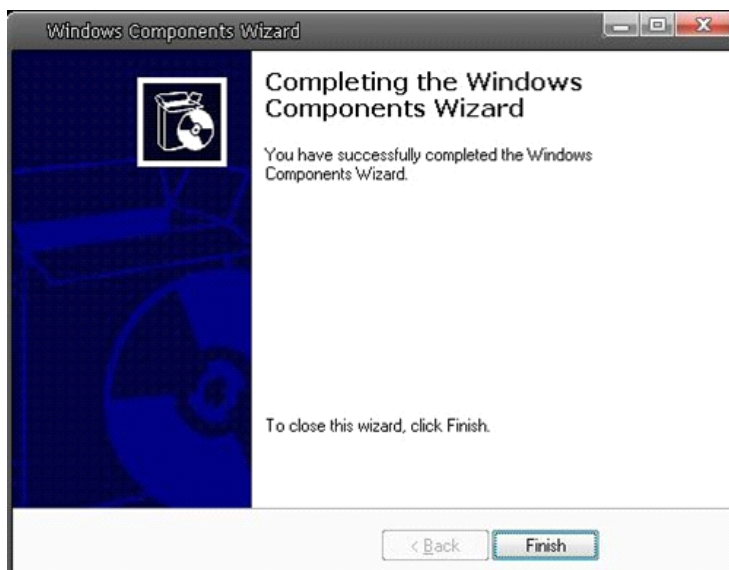 Windows Components Wizard
Completing the Windows
Components Wizard
You have successfully completed the Windows
Components Wizard.
To close this wizard, click Finish.
< Back
Finish